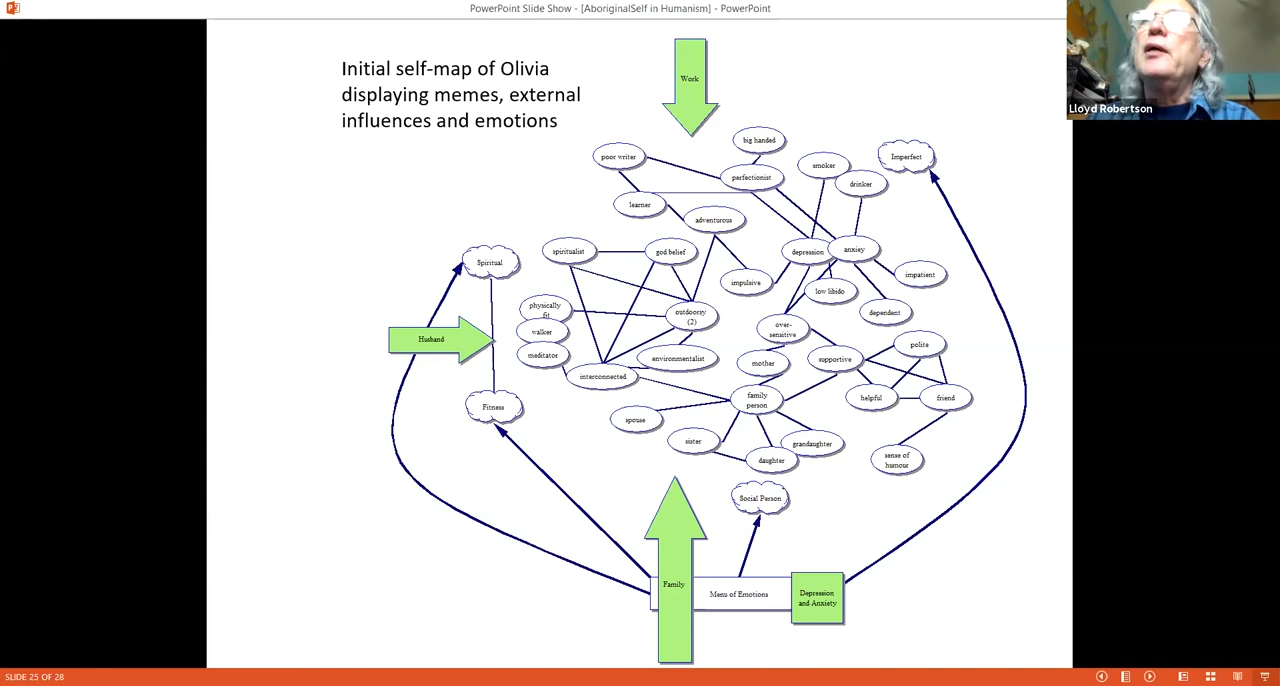 PowerPoint Slide Show - [AboriginalSelf in Humanism] - PowerPoint
Lloyd Robertson
Initial self-map of Olivia
displaying memes, external
influences and emotions
Work
big handed
poor writer
perfectionist
smoker
drinker
Imperfect
learner
adventurous
spiritualist
god belief
depression
anxiey
Spiritual
impulsive
low libido
impatient
dependent
physically
fit
outdoorsy
(2)
over-
sensitive
walker
Husband
meditator
environmentalist
mother
supportive
polite
interconnected
Fitness
family
person
helpful
friend
spouse
sister
grandaughter
daughter
sense of
humour
Social Person
Family
Menu of Emotions
Depression
and Anxiety
SLIDE 25 OF 28